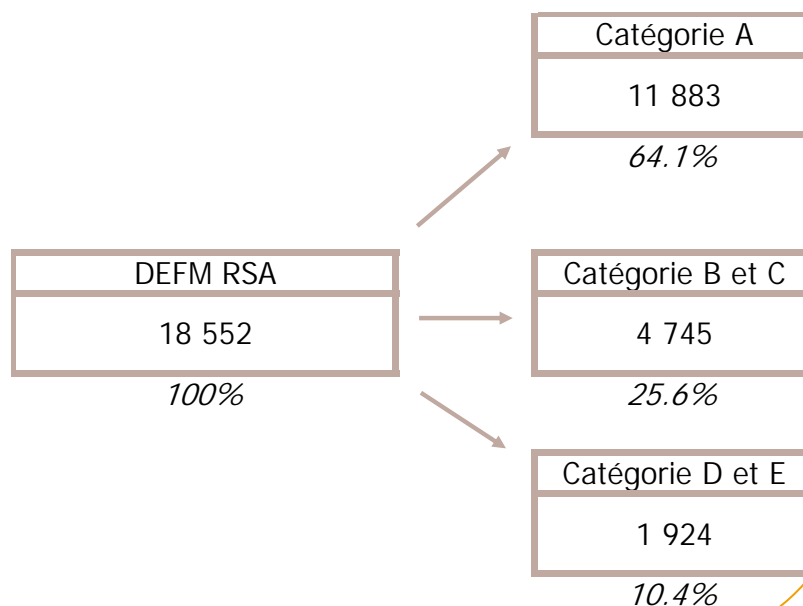 Catégorie A
11 883
64.1%
DEFM RSA
18 552
100%
Catégorie B et C
4 745
25.6%
Catégorie D et E
1 924
10.4%